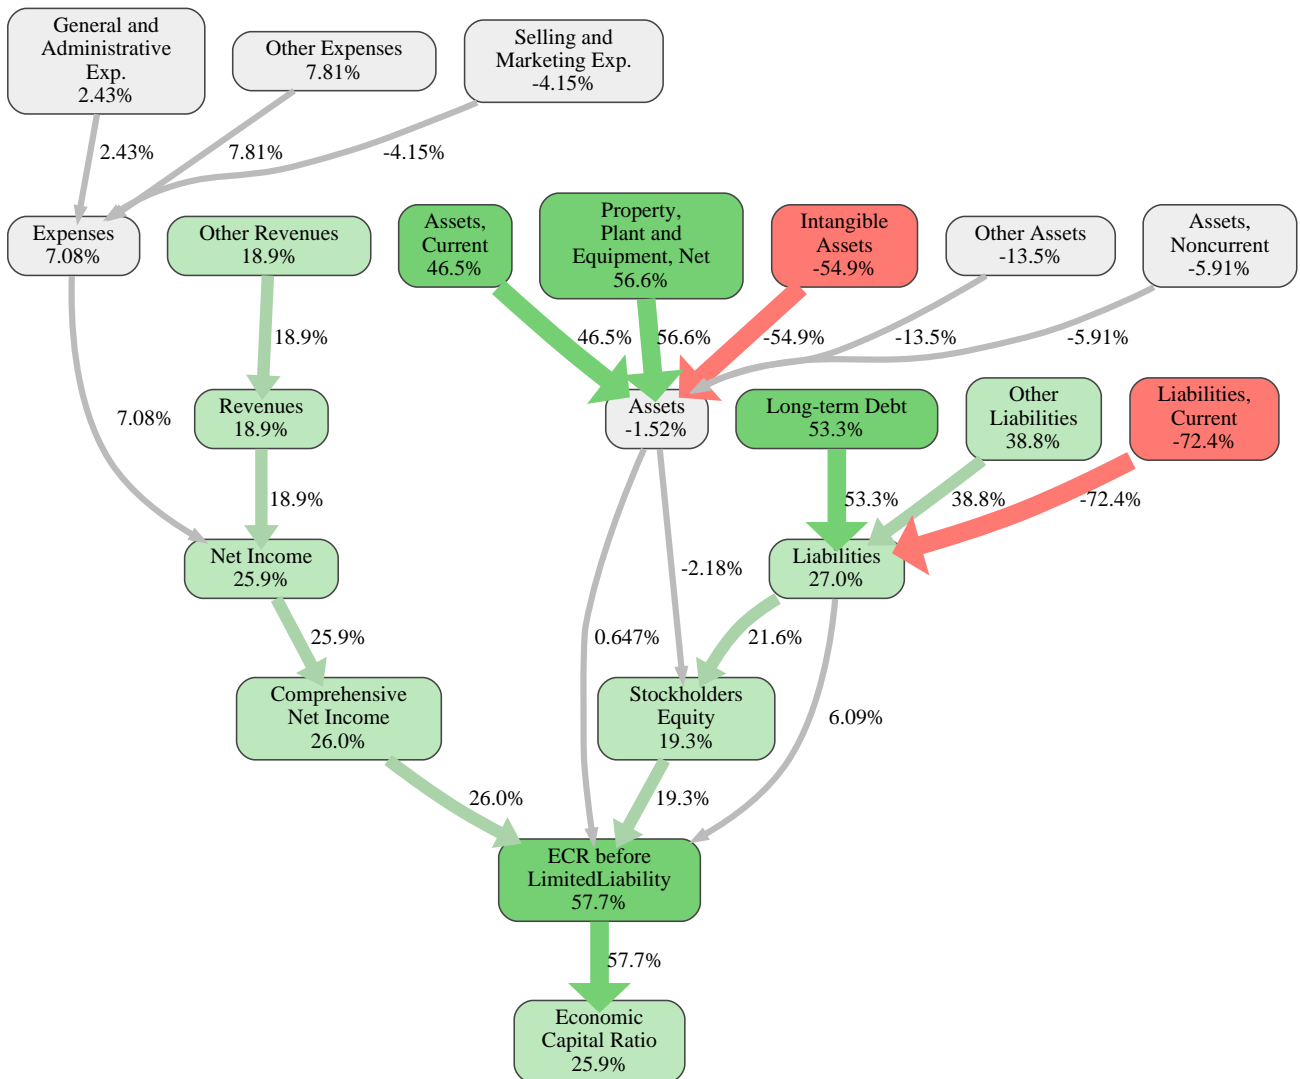 General and
Administrative
Exp.
2.43%
Other Expenses
7.81%
Selling and
Marketing Exp.
-4.15%
2.43%
7.81%
-4.15%
Expenses
7.08%
Other Revenues
18.9%
Assets,
Current
46.5%
Property,
Plant and
Equipment, Net
56.6%
Intangible
Assets
-54.9%
Other Assets
-13.5%
Assets,
Noncurrent
-5.91%
18.9%
46.5%
56.6%
-54.9%
-13.5%
-5.91%
7.08%
Revenues
18.9%
Assets
-1.52%
Long-term Debt
53.3%
Other
Liabilities
38.8%
Liabilities,
Current
-72.4%
18.9%
53.3%
38.8%
-72.4%
Net Income
25.9%
-2.18%
Liabilities
27.0%
25.9%
0.647%
21.6%
Comprehensive
Net Income
26.0%
Stockholders
Equity
19.3%
6.09%
26.0%
19.3%
ECR before
LimitedLiability
57.7%
57.7%
Economic
Capital Ratio
25.9%